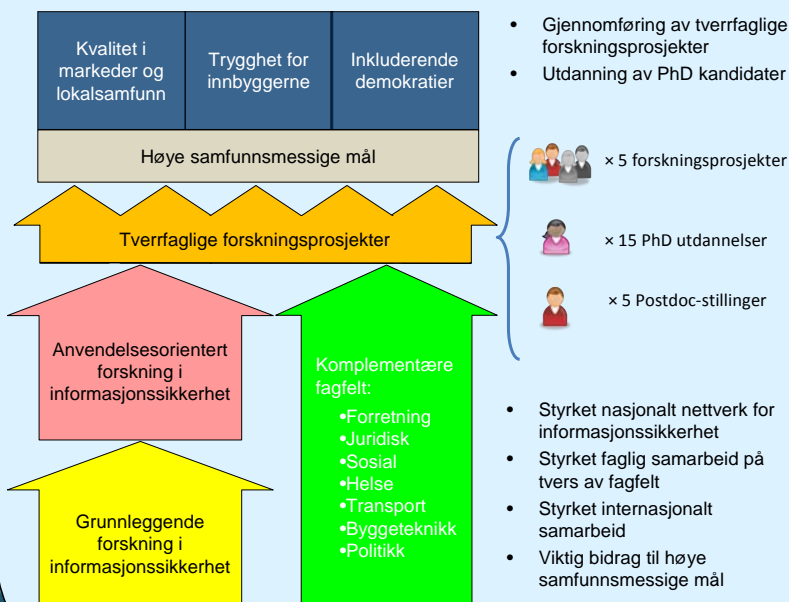 Kvalitet i
markeder og
lokalsamfunn
Trygghet for
innbyggerne
Inkluderende
demokratier
Høye samfunnsmessige mål
Tverrfaglige forskningsprosjekter
Anvendelsesorientert
forskning i
informasjonssikkerhet
Grunnleggende
forskning i
informasjonssikkerhet
Komplementære
fagfelt:
•Forretning
•Juridisk
•Sosial
•Helse
•Transport
•Byggeteknikk
•Politikk
• Gjennomføring av tverrfaglige
forskningsprosjekter
• Utdanning av PhD kandidater
× 5 forskningsprosjekter
× 15 PhD utdannelser
× 5 Postdoc-stillinger
• Styrket nasjonalt nettverk for
informasjonssikkerhet
• Styrket faglig samarbeid på
tvers av fagfelt
• Styrket internasjonalt
samarbeid
• Viktig bidrag til høye
samfunnsmessige mål